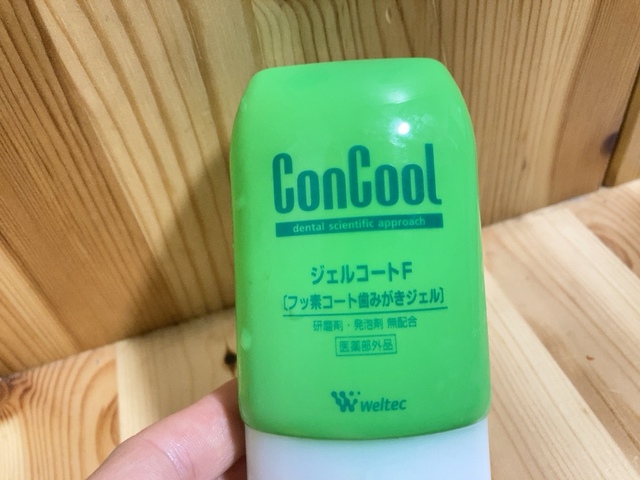 ConCool
dental scientific approach
ジェルコートF
[フッ素コート歯みがきジェル]
研磨剤・発泡剤 無配合
医薬部外品
Weltec